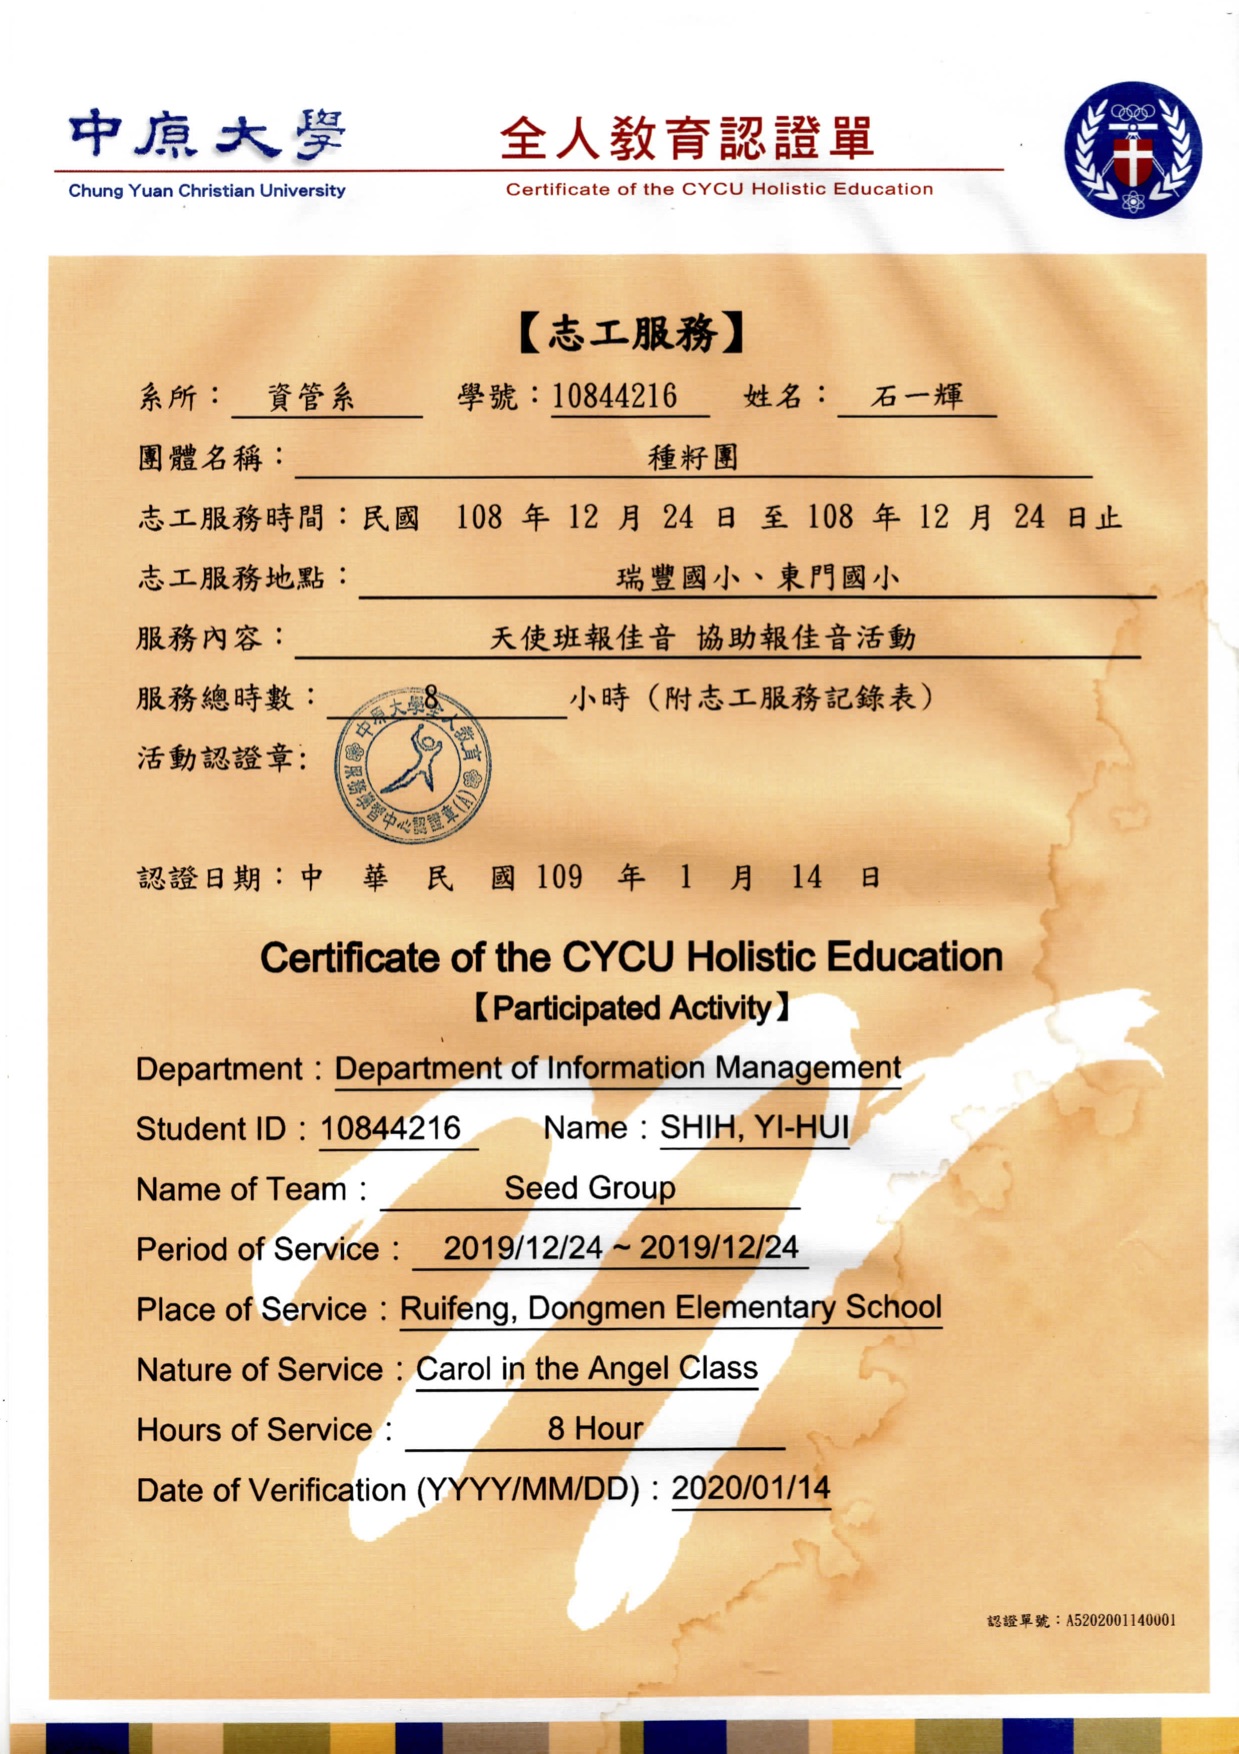 中原大學 全人教育認證單
Chung Yuan Christian University Certificate of the CYCU Holistic Education
【志工服務】
系所： 資管系 學號：10844216 姓名： 石一輝
團體名稱： 種籽團
志工服務時間：民國 108 年 12 月 24 日 至 108 年 12 月 24 日止
志工服務地點： 瑞豐國小、東門國小
服務內容： 天使班報佳音 協助報佳音活動
服務總時數： 8 小時（附志工服務記錄表）
活動認證章：
中原大學全人教育
服務學習中心認證章(A)
認證日期：中 華 民 國 109 年 1 月 14 日
Certificate of the CYCU Holistic Education
【Participated Activity】
Department：Department of Information Management
Student ID：10844216 Name：SHIH, YI-HUI
Name of Team： Seed Group
Period of Service： 2019/12/24 ~ 2019/12/24
Place of Service：Ruifeng, Dongmen Elementary School
Nature of Service：Carol in the Angel Class
Hours of Service： 8 Hour
Date of Verification (YYYY/MM/DD)：2020/01/14
認證單號：A5202001140001